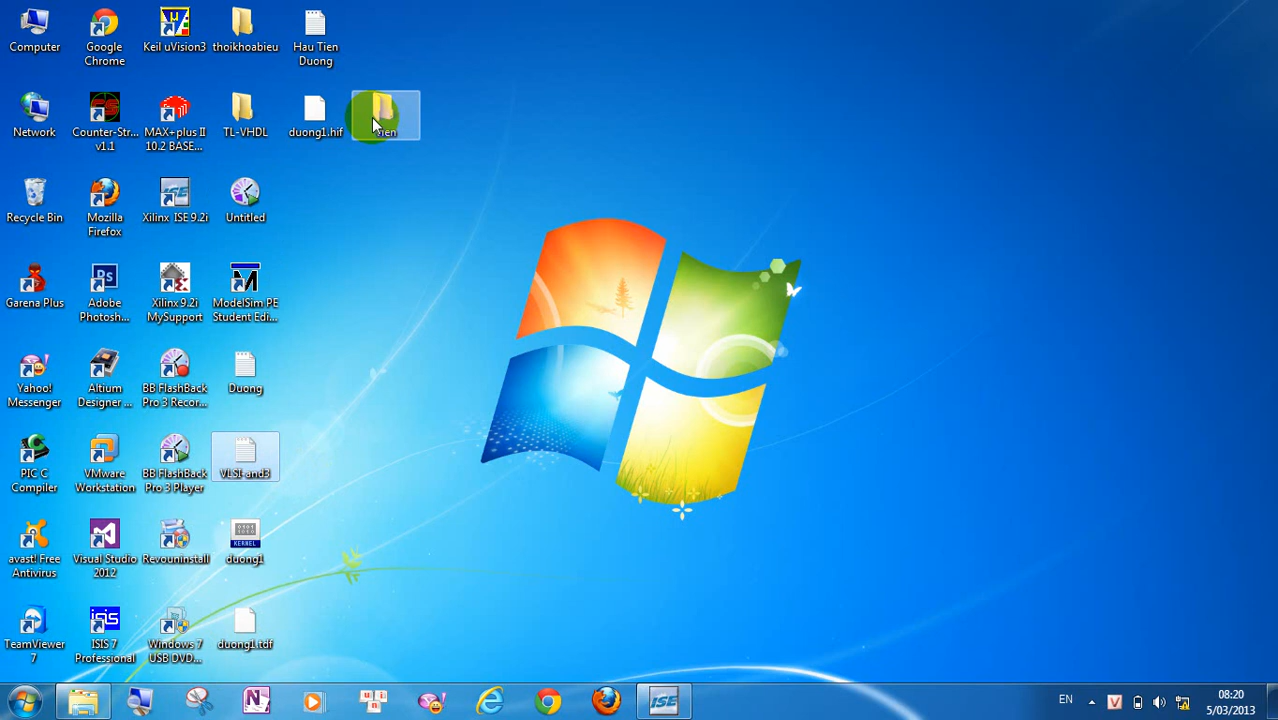 Computer
Google
Chrome
Keil uVision3
thoikhoabieu
Hau Tien
Duong
Network
Counter-Str...
v1.1
MAX+plus II
10.2 BASE...
TL-VHDL
duong1.hif
Recycle Bin
Mozilla
Firefox
Xilinx ISE 9.2i
Untitled
Garena Plus
Adobe
Photosh...
Xilinx 9.2i
MySupport
ModelSim PE
Student Edi...
Yahoo!
Messenger
Altium
Designer ...
BB FlashBack
Pro 3 Recor...
Duong
PIC C
Compiler
VMware
Workstation
BB FlashBack
Pro 3 Player
VLSI-and3
avast! Free
Antivirus
Visual Studio
2012
Revouninstall
duong1
TeamViewer
7
ISIS 7
Professional
Windows 7
USB DVD...
duong1.tdf
EN
08:20
5/03/2013